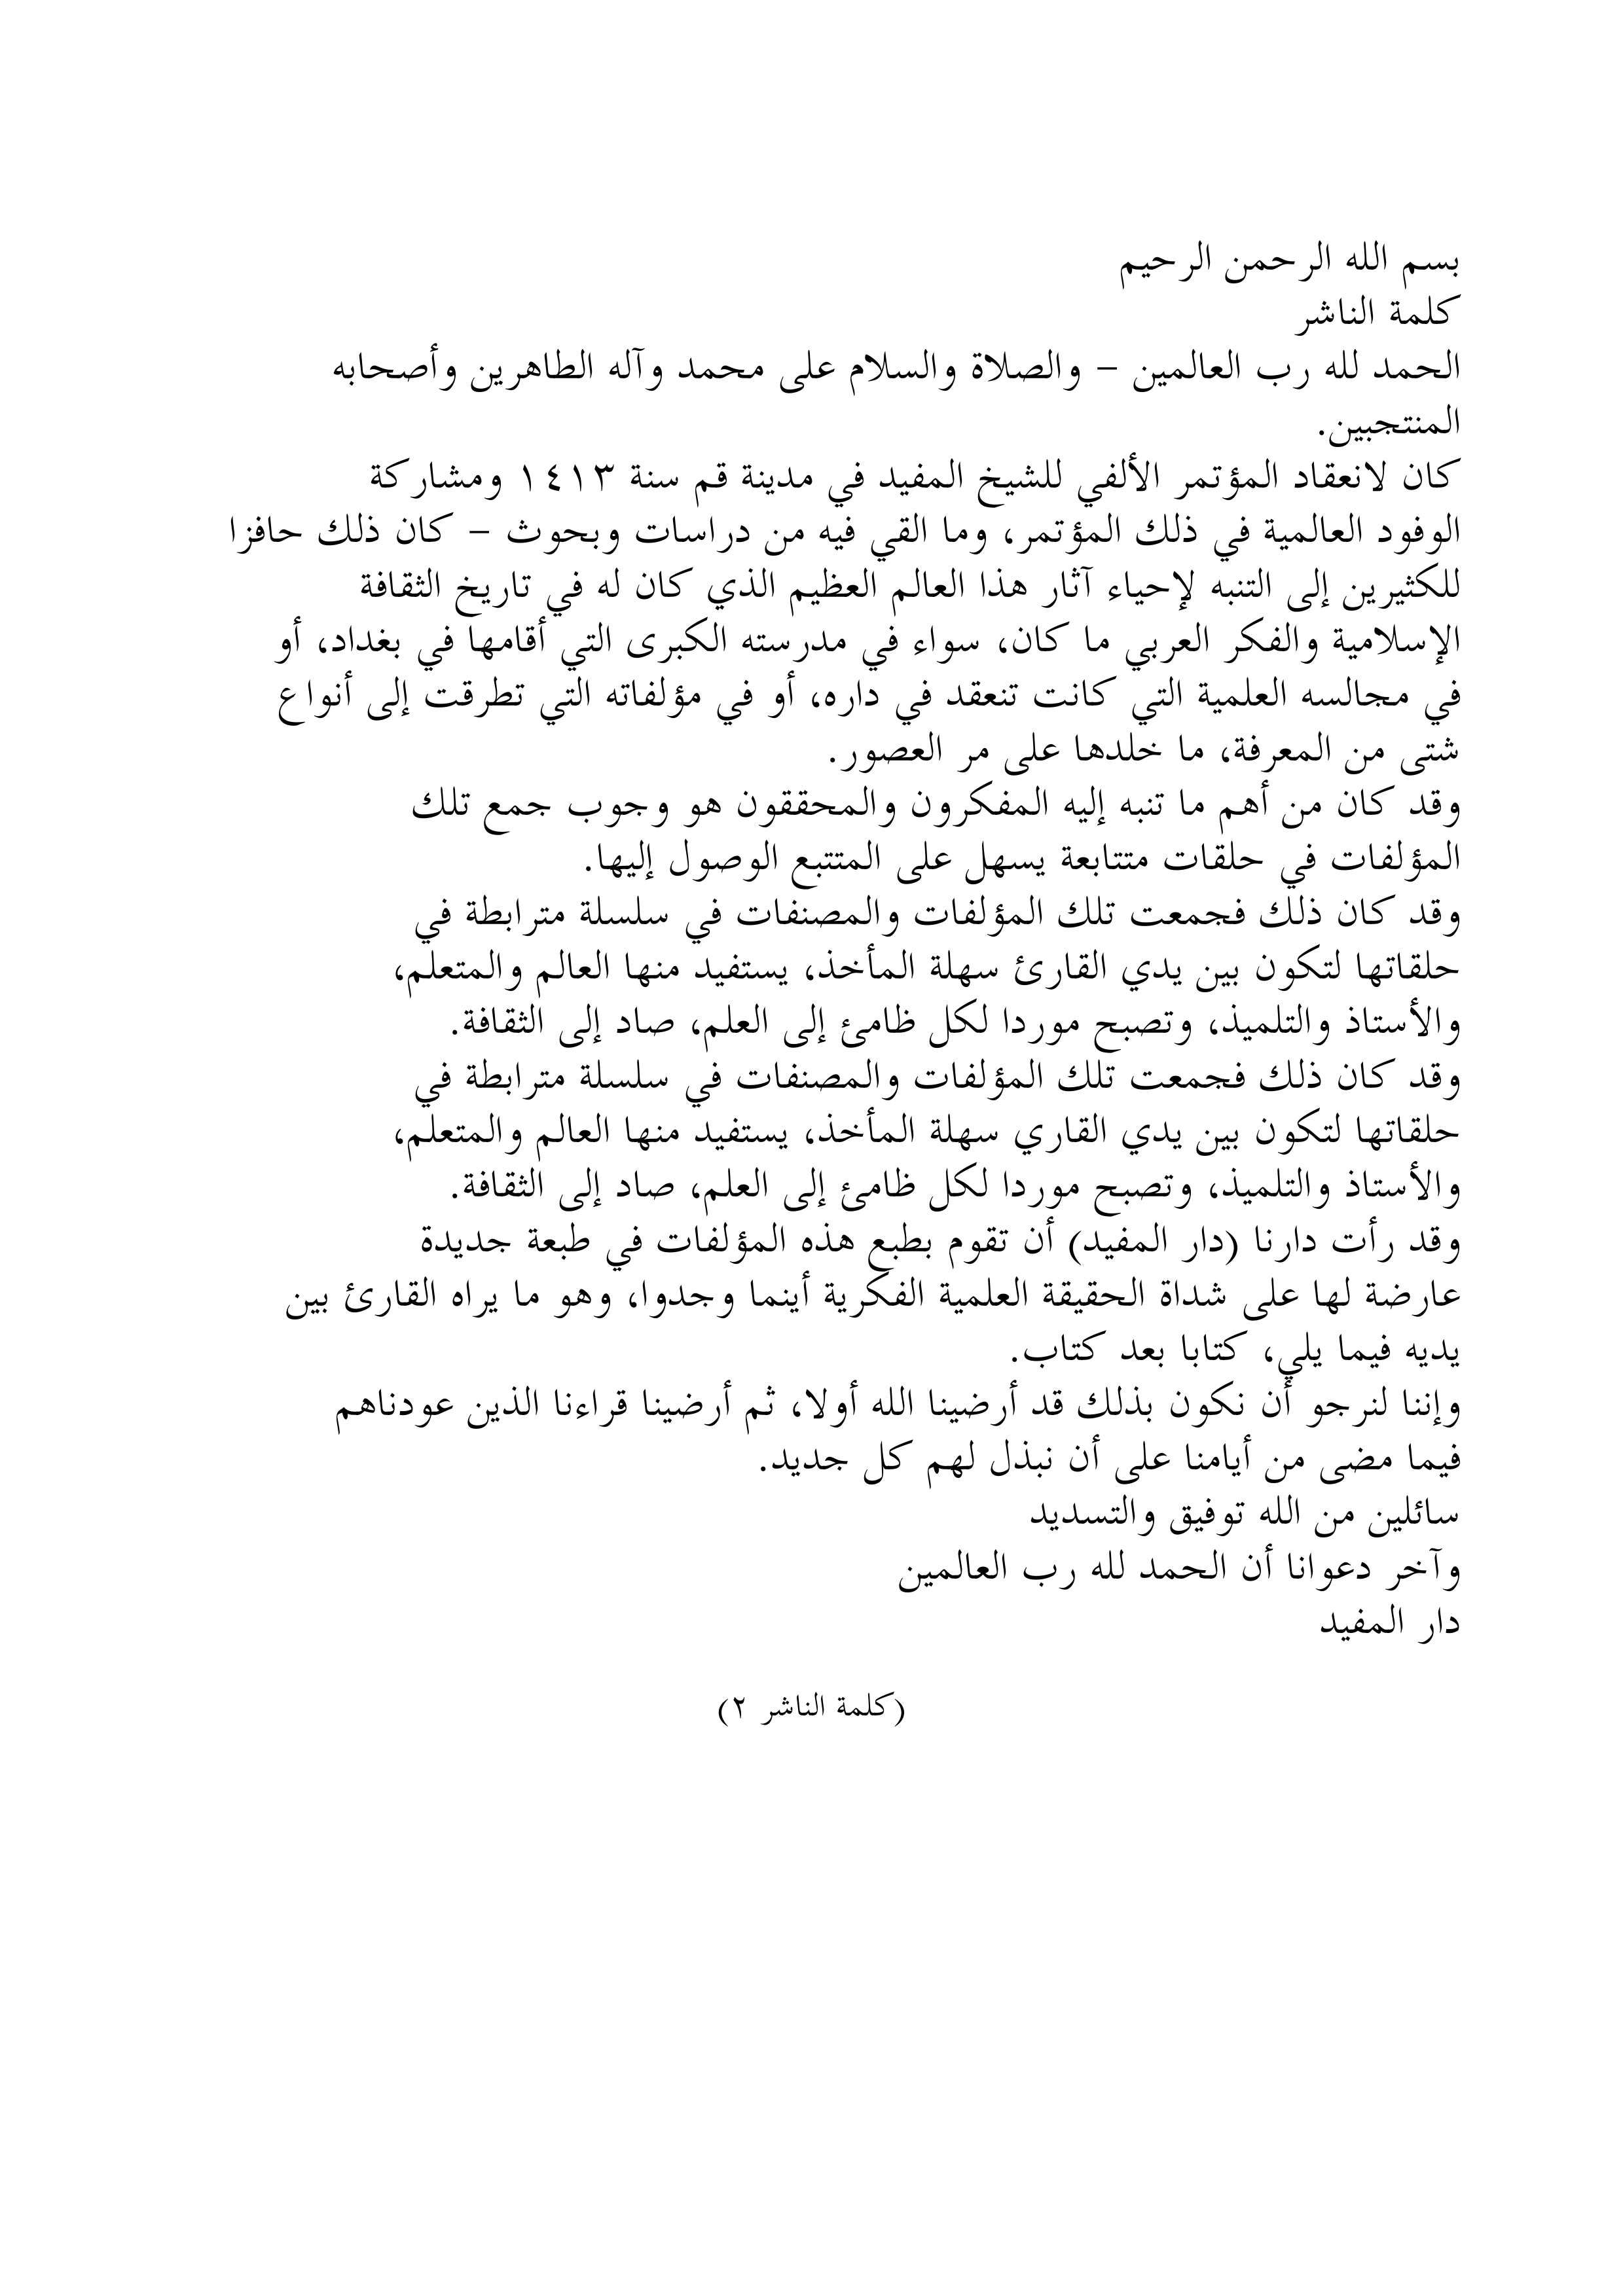 بسم الله الرحمن الرحيم
كلمة الناشر
الحمد لله رب العالمين - والصلاة والسلام على محمد وآله الطاهرين وأصحابه
المنتجبين.
كان لانعقاد المؤتمر الألفي للشيخ المفيد في مدينة قم سنة ١٤١٣ ومشاركة
الوفود العالمية في ذلك المؤتمر، وما القي فيه من دراسات وبحوث - كان ذلك حافزا
للكثيرين إلى التنبه لإحياء آثار هذا العالم العظيم الذي كان له في تاريخ الثقافة
الإسلامية والفكر العربي ما كان، سواء في مدرسته الكبرى التي أقامها في بغداد، أو
في مجالسه العلمية التي كانت تنعقد في داره، أو في مؤلفاته التي تطرقت إلى أنواع
شتى من المعرفة، ما خلدها على مر العصور.
وقد كان من أهم ما تنبه إليه المفكرون والمحققون هو وجوب جمع تلك
المؤلفات في حلقات متتابعة يسهل على المتتبع الوصول إليها.
وقد كان ذلك فجمعت تلك المؤلفات والمصنفات في سلسلة مترابطة في
حلقاتها لتكون بين يدي القارئ سهلة المأخذ، يستفيد منها العالم والمتعلم،
والأستاذ والتلميذ، وتصبح موردا لكل ظامئ إلى العلم، صاد إلى الثقافة.
وقد كان ذلك فجمعت تلك المؤلفات والمصنفات في سلسلة مترابطة في
حلقاتها لتكون بين يدي القاري سهلة المأخذ، يستفيد منها العالم والمتعلم،
والأستاذ والتلميذ، وتصبح موردا لكل ظامئ إلى العلم، صاد إلى الثقافة.
وقد رأت دارنا (دار المفيد) أن تقوم بطبع هذه المؤلفات في طبعة جديدة
عارضة لها على شداة الحقيقة العلمية الفكرية أينما وجدوا، وهو ما يراه القارئ بين
يديه فيما يلي، كتابا بعد كتاب.
وإننا لنرجو أن نكون بذلك قد أرضينا الله أولا، ثم أرضينا قراءنا الذين عودناهم
فيما مضى من أيامنا على أن نبذل لهم كل جديد.
سائلين من الله توفيق والتسديد
وآخر دعوانا أن الحمد لله رب العالمين
دار المفيد
(كلمة الناشر ٢)